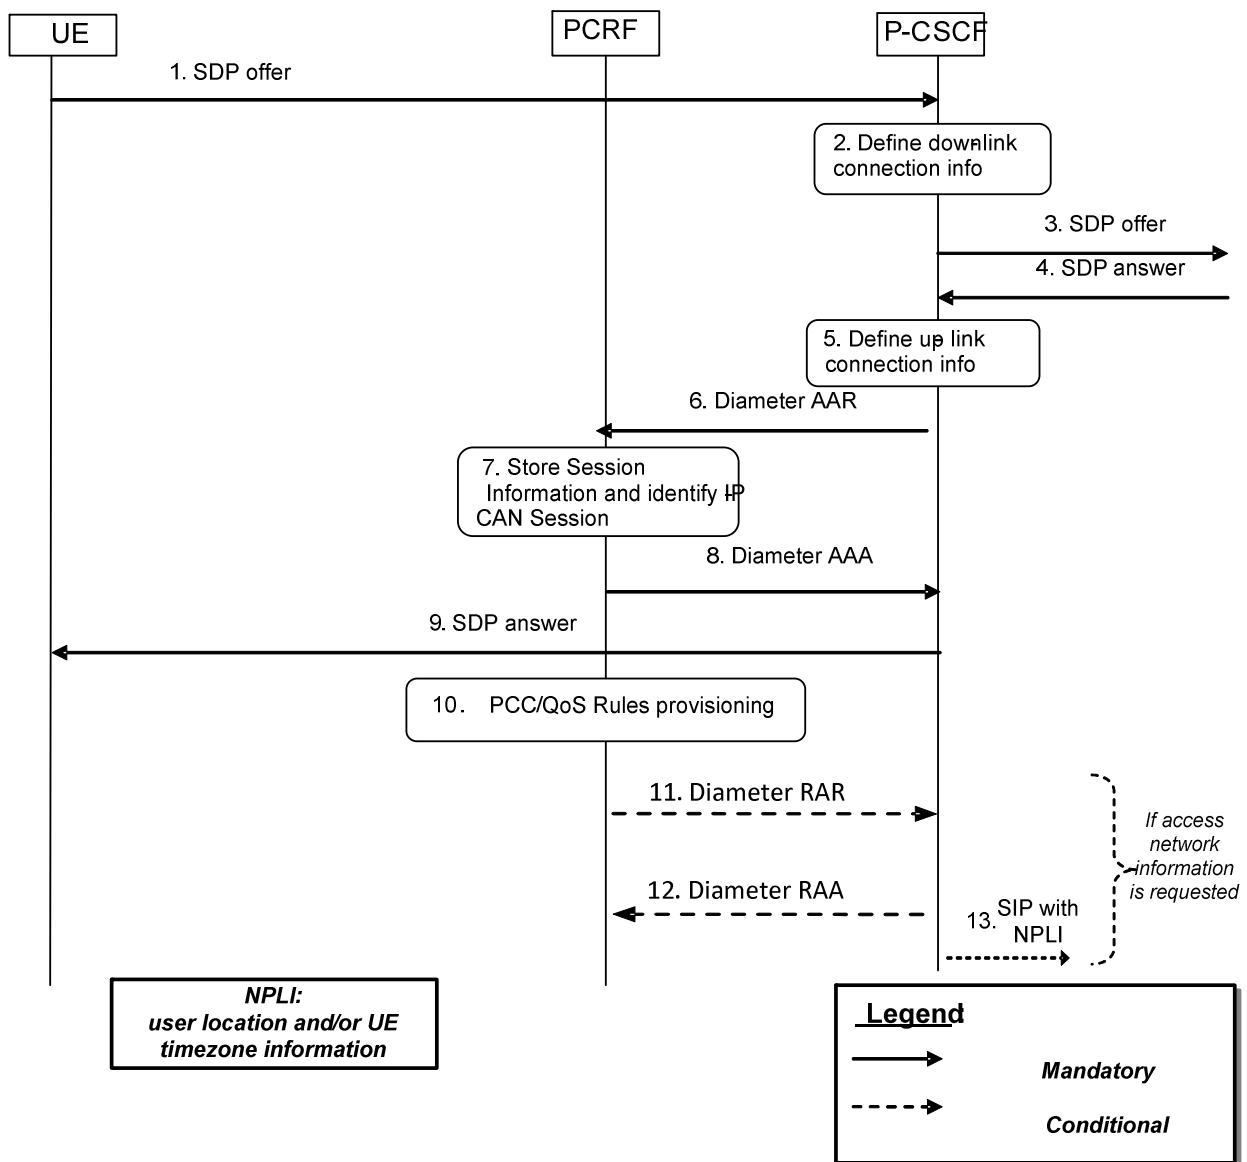 UE
PCRF
P-CSCF
1. SDP offer
2. Define downlink
connection info
3. SDP offer
4. SDP answer
5. Define up link
connection info
6. Diameter AAR
7. Store Session
Information and identify IP-
CAN Session
8. Diameter AAA
9. SDP answer
10. PCC/QoS Rules provisioning
11. Diameter RAR
If access
network
information
is requested
12. Diameter RAA
13. SIP with
NPLI
NPLI:
user location and/or UE
timezone information
Legend:
Mandatory
Conditional